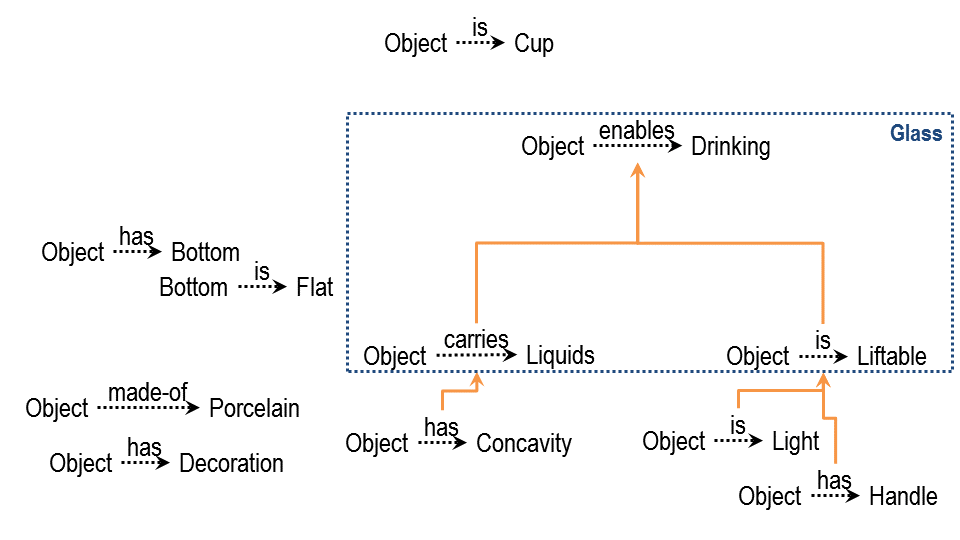 Object is Cup
Glass
Object enables Drinking
Object has Bottom
Bottom is Flat
Object carries Liquids
Object is Liftable
Object made-of Porcelain
Object has Concavity
Object is Light
Object has Decoration
Object has Handle